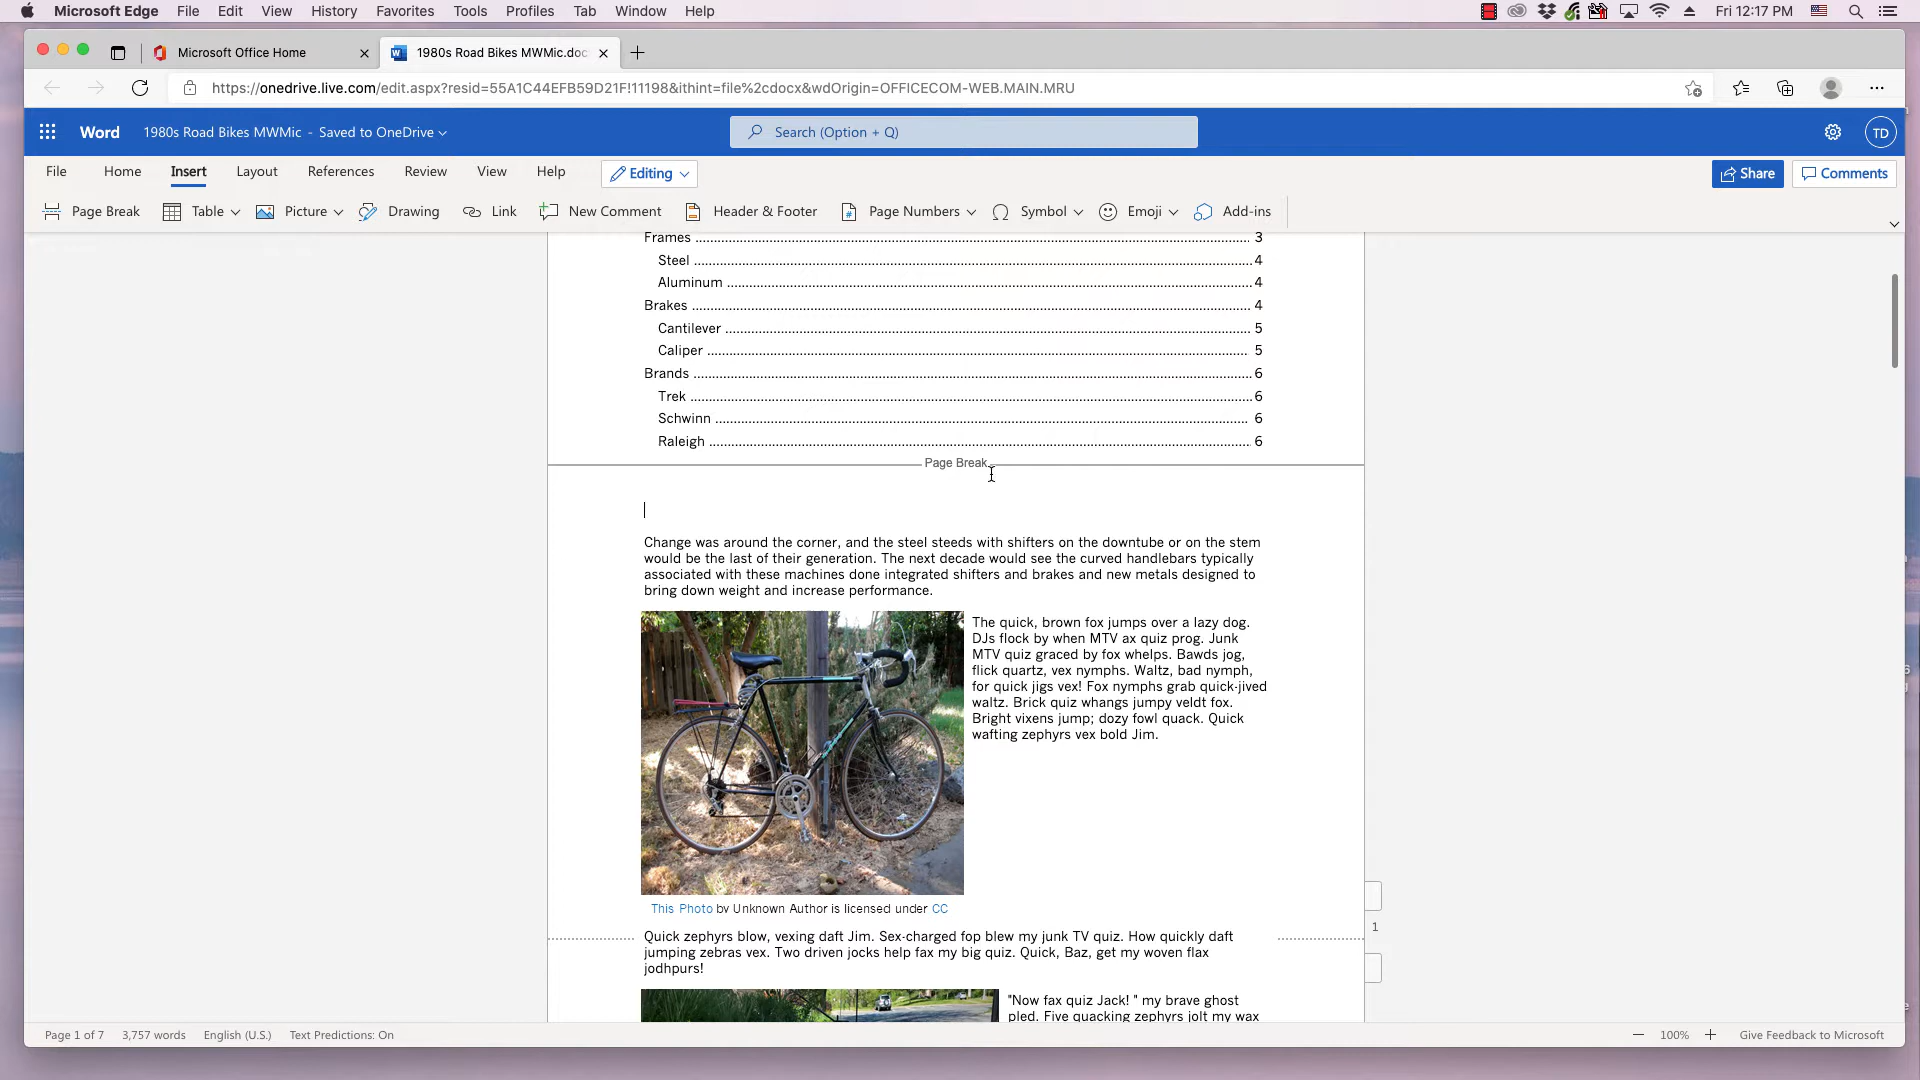 Microsoft Edge File Edit View History Favorites Tools Profiles Tab Window Help Fri 12:17 PM
Microsoft Office Home 1980s Road Bikes MWMic.doc
https://onedrive.live.com/edit.aspx?resid=55A1C44EFB59D21F!11198&ithint=file%2cdocx&wdOrigin=OFFICECOM-WEB.MAIN.MRU
Word 1980s Road Bikes MWMic - Saved to OneDrive Search (Option + Q) TD
File Home Insert Layout References Review View Help Editing Share Comments
Page Break Table Picture Drawing Link New Comment Header & Footer Page Numbers Symbol Emoji Add-ins
Frames 3
Steel 4
Aluminum 4
Brakes 4
Cantilever 5
Caliper 5
Brands 6
Trek 6
Schwinn 6
Raleigh 6
Page Break
Change was around the corner, and the steel steeds with shifters on the downtube or on the stem
would be the last of their generation. The next decade would see the curved handlebars typically
associated with these machines done integrated shifters and brakes and new metals designed to
bring down weight and increase performance.
The quick, brown fox jumps over a lazy dog.
DJs flock by when MTV ax quiz prog. Junk
MTV quiz graced by fox whelps. Bawds jog,
flick quartz, vex nymphs. Waltz, bad nymph,
for quick jigs vex! Fox nymphs grab quick-jived
waltz. Brick quiz whangs jumpy veldt fox.
Bright vixens jump; dozy fowl quack. Quick
wafting zephyrs vex bold Jim.
This Photo by Unknown Author is licensed under CC
1
Quick zephyrs blow, vexing daft Jim. Sex-charged fop blew my junk TV quiz. How quickly daft
jumping zebras vex. Two driven jocks help fax my big quiz. Quick, Baz, get my woven flax
jodhpurs!
"Now fax quiz Jack! " my brave ghost
pled. Five quacking zephyrs jolt my wax
Page 1 of 7 3,757 words English (U.S.) Text Predictions: On 100% Give Feedback to Microsoft